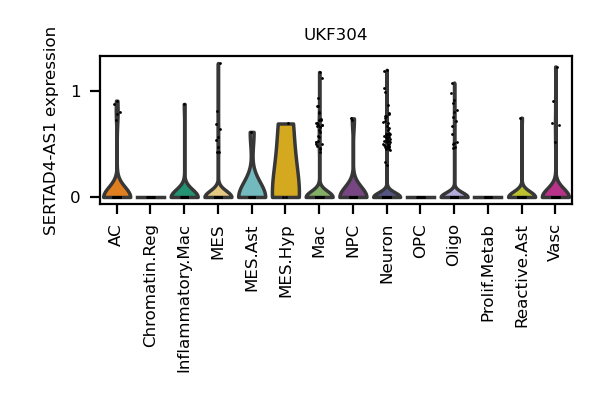 UKF304
SERTAD4-AS1 expression
1
0
AC
Chromatin.Reg
Inflammatory.Mac
MES
MES.Ast
MES.Hyp
Mac
NPC
Neuron
OPC
Oligo
Prolif.Metab
Reactive.Ast
Vasc